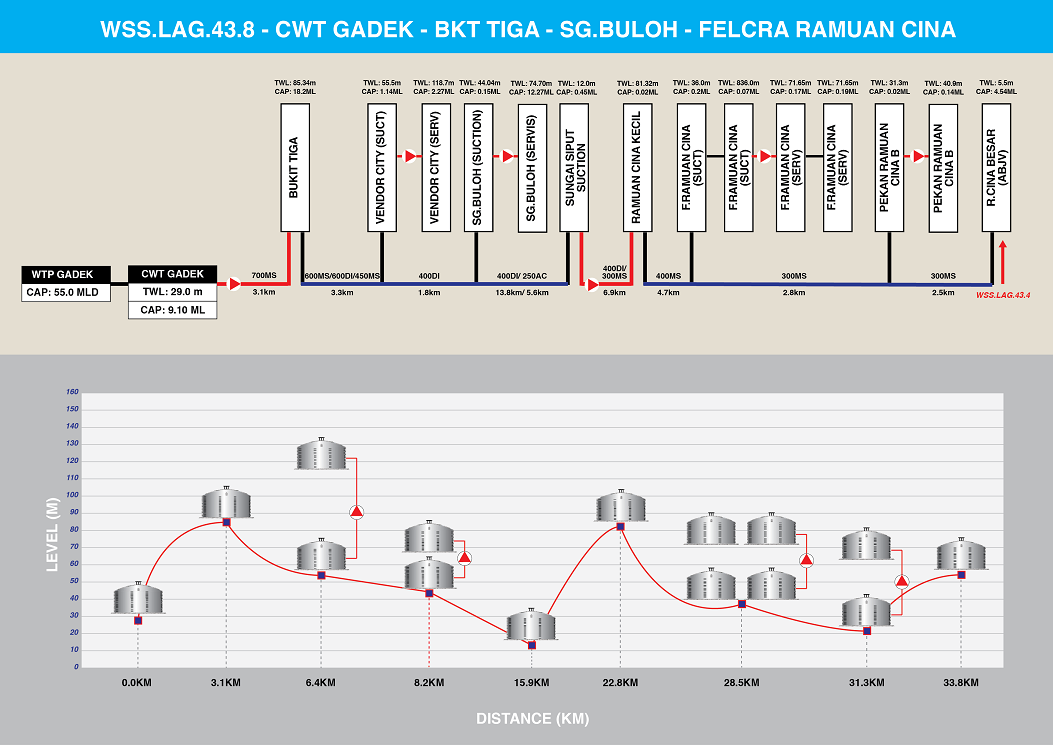 WSS.LAG.43.8 - CWT GADEK - BKT TIGA - SG.BULOH - FELCRA RAMUAN CINA
TWL: 85.34m
CAP: 18.2ML
TWL: 55.5m
CAP: 1.14ML
TWL: 118.7m
CAP: 2.27ML
TWL: 44.04m
CAP: 0.15ML
TWL: 74.70m
CAP: 12.27ML
TWL: 12.0m
CAP: 0.45ML
TWL: 81.32m
CAP: 0.02ML
TWL: 36.0m
CAP: 0.2ML
TWL: 836.0m
CAP: 0.07ML
TWL: 71.65m
CAP: 0.17ML
TWL: 71.65m
CAP: 0.19ML
TWL: 31.3m
CAP: 0.02ML
TWL: 40.9m
CAP: 0.14ML
TWL: 5.5m
CAP: 4.54ML
BUKIT TIGA
VENDOR CITY (SUCT)
VENDOR CITY (SERV)
SG.BULOH (SUCTION)
SG.BULOH (SERVIS)
SUNGAI SIPUT
SUCTION
RAMUAN CINA KECIL
F.RAMUAN CINA
(SUCT)
F.RAMUAN CINA
(SUCT)
F.RAMUAN CINA
(SERV)
F.RAMUAN CINA
(SERV)
PEKAN RAMUAN
CINA B
PEKAN RAMUAN
CINA B
R.CINA BESAR
(ABJV)
WTP GADEK
CAP: 55.0 MLD
CWT GADEK
TWL: 29.0 m
CAP: 9.10 ML
700MS
3.1km
600MS/600DI/450MS
3.3km
400DI
1.8km
400DI/ 250AC
13.8km/ 5.6km
400DI/
300MS
6.9km
400MS
4.7km
300MS
2.8km
300MS
2.5km
WSS.LAG.43.4
LEVEL (M)
160
150
140
130
120
110
100
90
80
70
60
50
40
30
20
10
0
0.0KM
3.1KM
6.4KM
8.2KM
15.9KM
22.8KM
28.5KM
31.3KM
33.8KM
DISTANCE (KM)